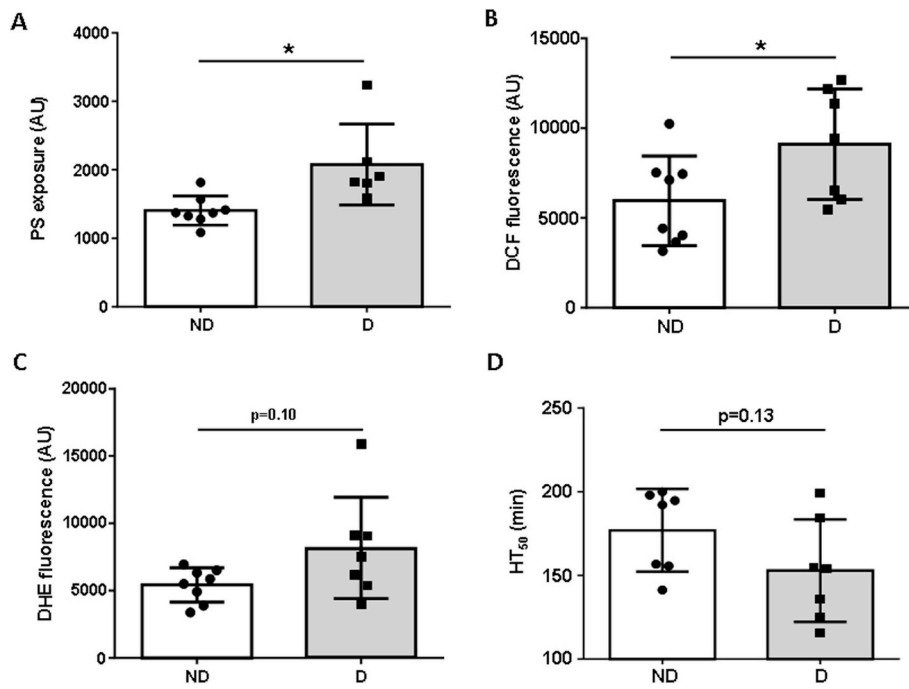 A
*
PS exposure (AU)
4000
3000
2000
1000
0
ND
D
B
*
DCF fluorescence (AU)
15000
10000
5000
0
ND
D
C
p=0.10
DHE fluorescence (AU)
20000
15000
10000
5000
0
ND
D
D
p=0.13
HT50 (min)
250
200
150
100
ND
D